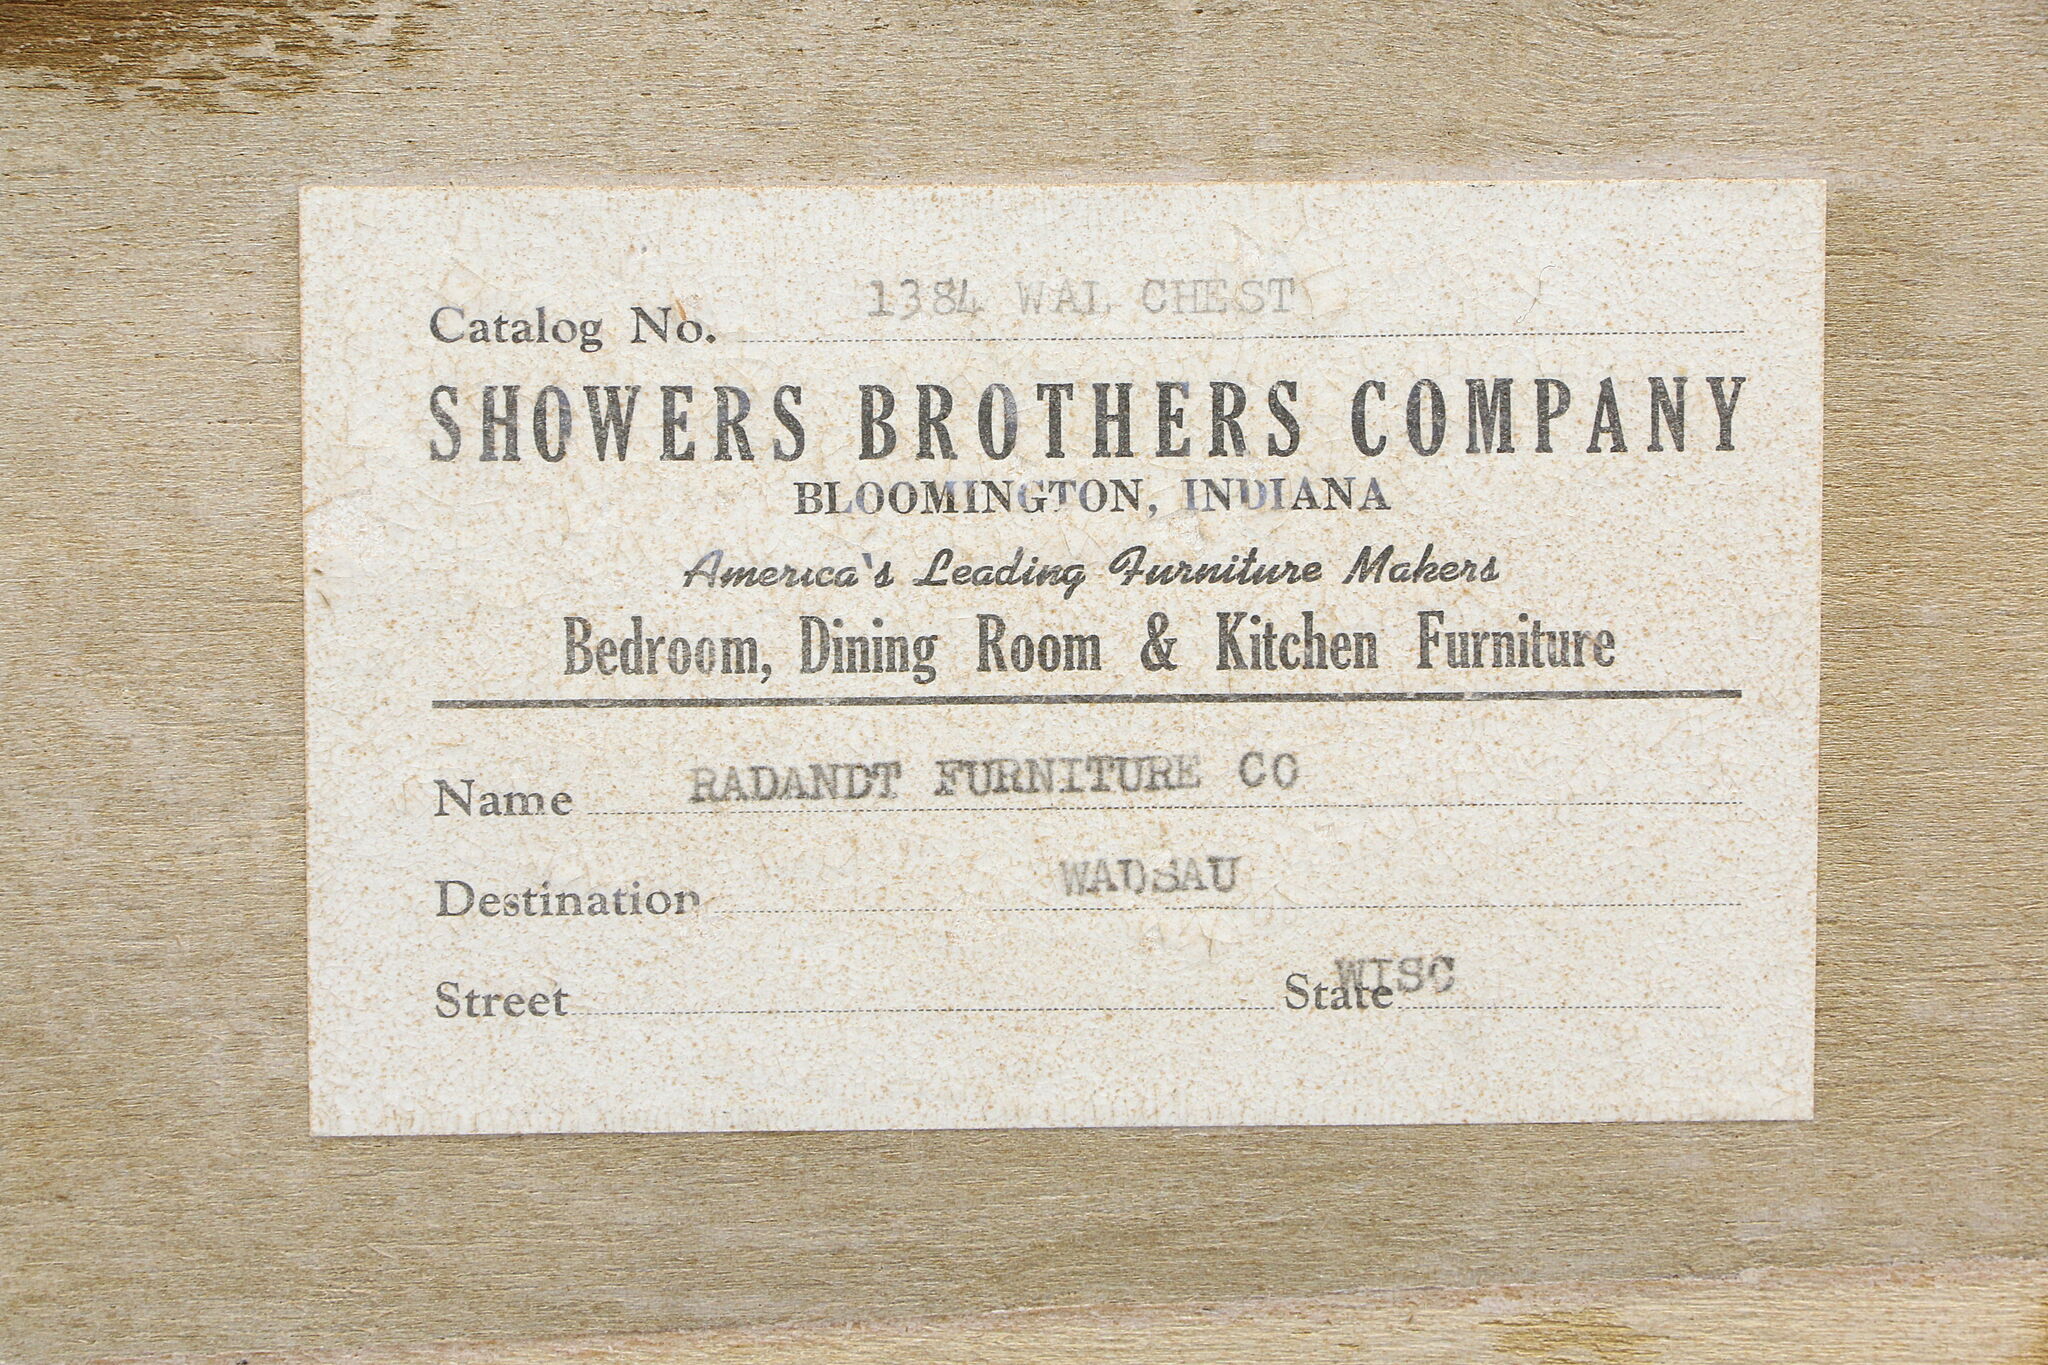 Catalog No. 1384 WAL CHEST
SHOWERS BROTHERS COMPANY
BLOOMINGTON, INDIANA
America's Leading Furniture Makers
Bedroom, Dining Room & Kitchen Furniture
Name RADANDT FURNITURE CO
Destination WAUSAU
Street State WISC